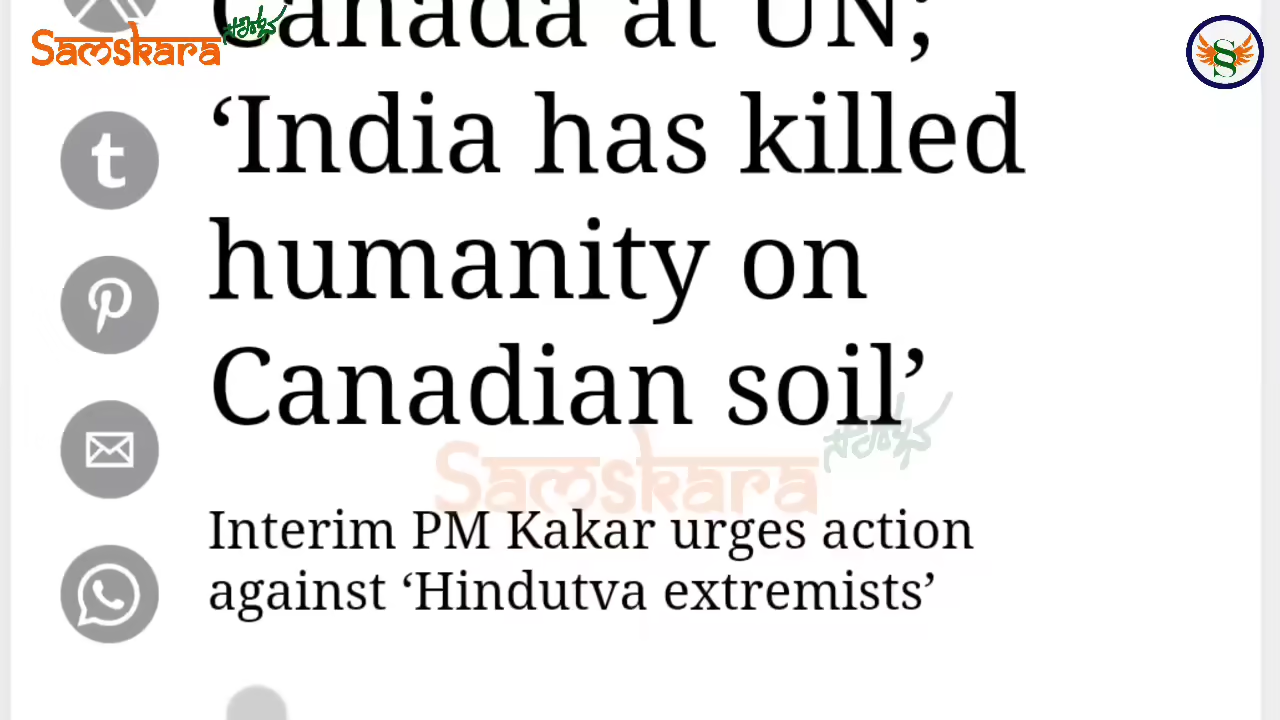 Canada at UN;
Samskara
‘India has killed
humanity on
Canadian soil’
Samskara
Interim PM Kakar urges action
against ‘Hindutva extremists’